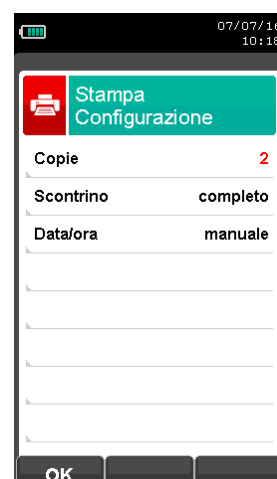 07/07/16
10:18
Stampa
Configurazione
Copie 2
Scontrino completo
Data/ora manuale
OK